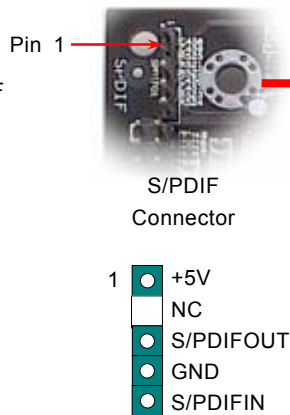 Pin 1
S/PDIF
S/PDIF
Connector
1 +5V
NC
S/PDIFOUT
GND
S/PDIFIN